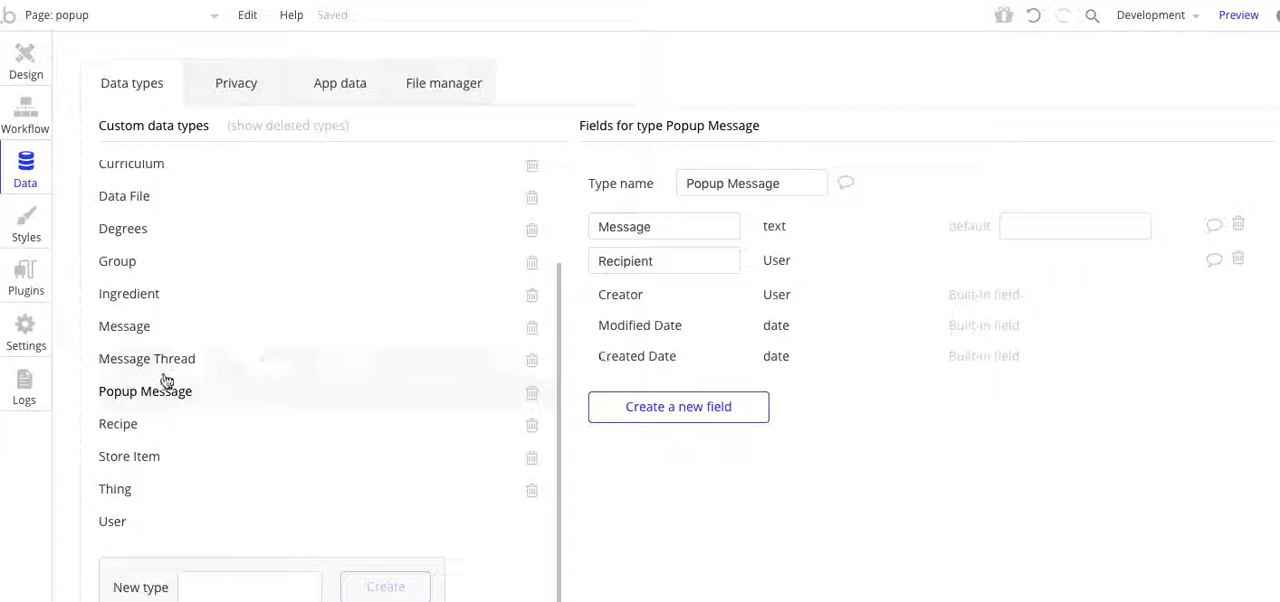 b Page: popup Edit Help Saved Development Preview
Design
Workflow
Data
Styles
Plugins
Settings
Logs
Data types Privacy App data File manager
Custom data types (show deleted types)
Curriculum
Data File
Degrees
Group
Ingredient
Message
Message Thread
Popup Message
Recipe
Store Item
Thing
User
New type Create
Fields for type Popup Message
Type name Popup Message
Message text default
Recipient User
Creator User Built-in field
Modified Date date Built-in field
Created Date date Built-in field
Create a new field